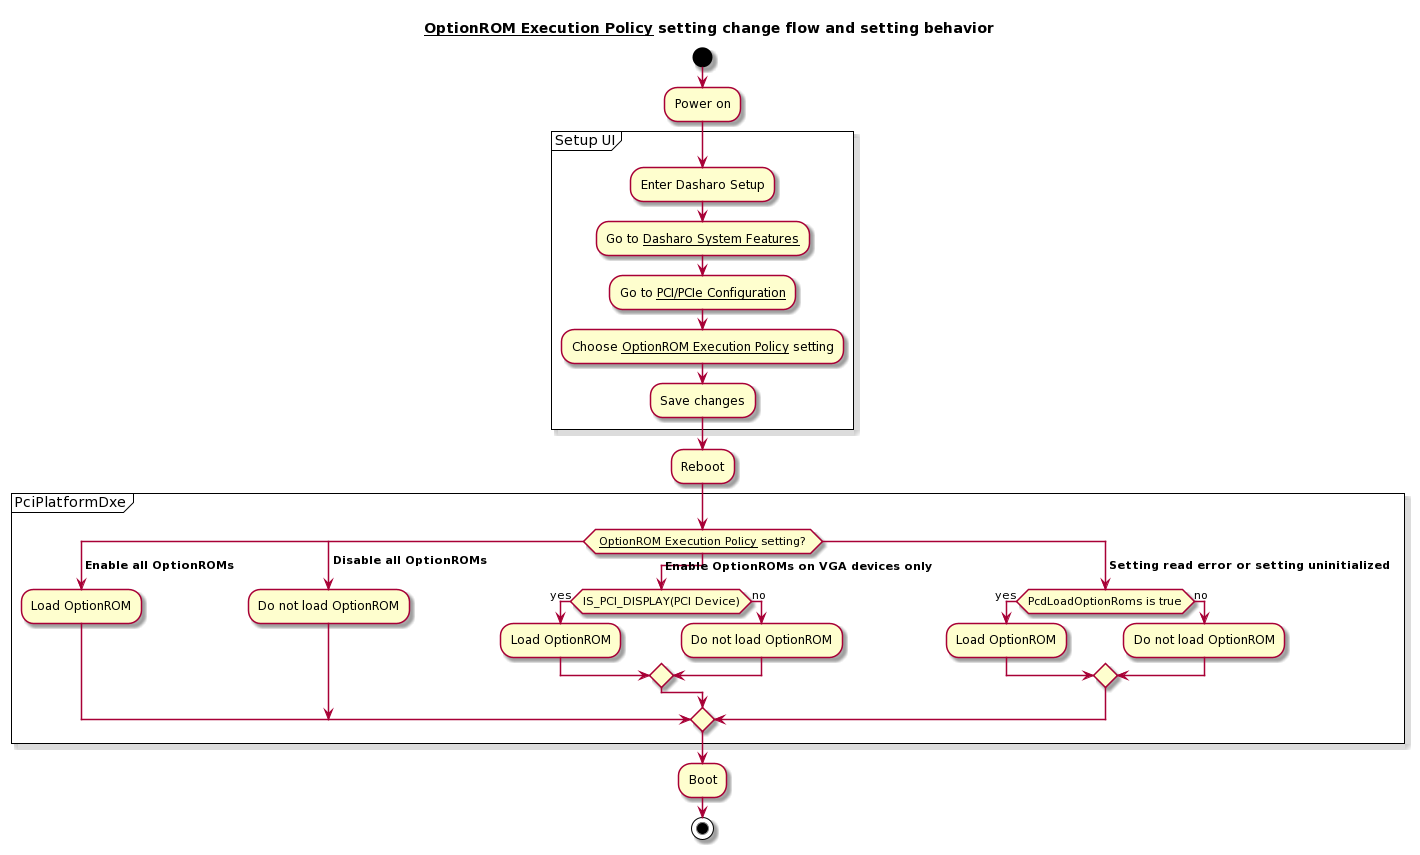 OptionROM Execution Policy setting change flow and setting behavior
Power on
Setup UI
Enter Dasharo Setup
Go to Dasharo System Features
Go to PCI/PCIe Configuration
Choose OptionROM Execution Policy setting
Save changes
Reboot
PciPlatformDxe
OptionROM Execution Policy setting?
Enable all OptionROMs
Load OptionROM
Disable all OptionROMs
Do not load OptionROM
Enable OptionROMs on VGA devices only
IS_PCI_DISPLAY(PCI Device)
yes
no
Load OptionROM
Do not load OptionROM
Setting read error or setting uninitialized
PcdLoadOptionRoms is true
yes
no
Load OptionROM
Do not load OptionROM
Boot